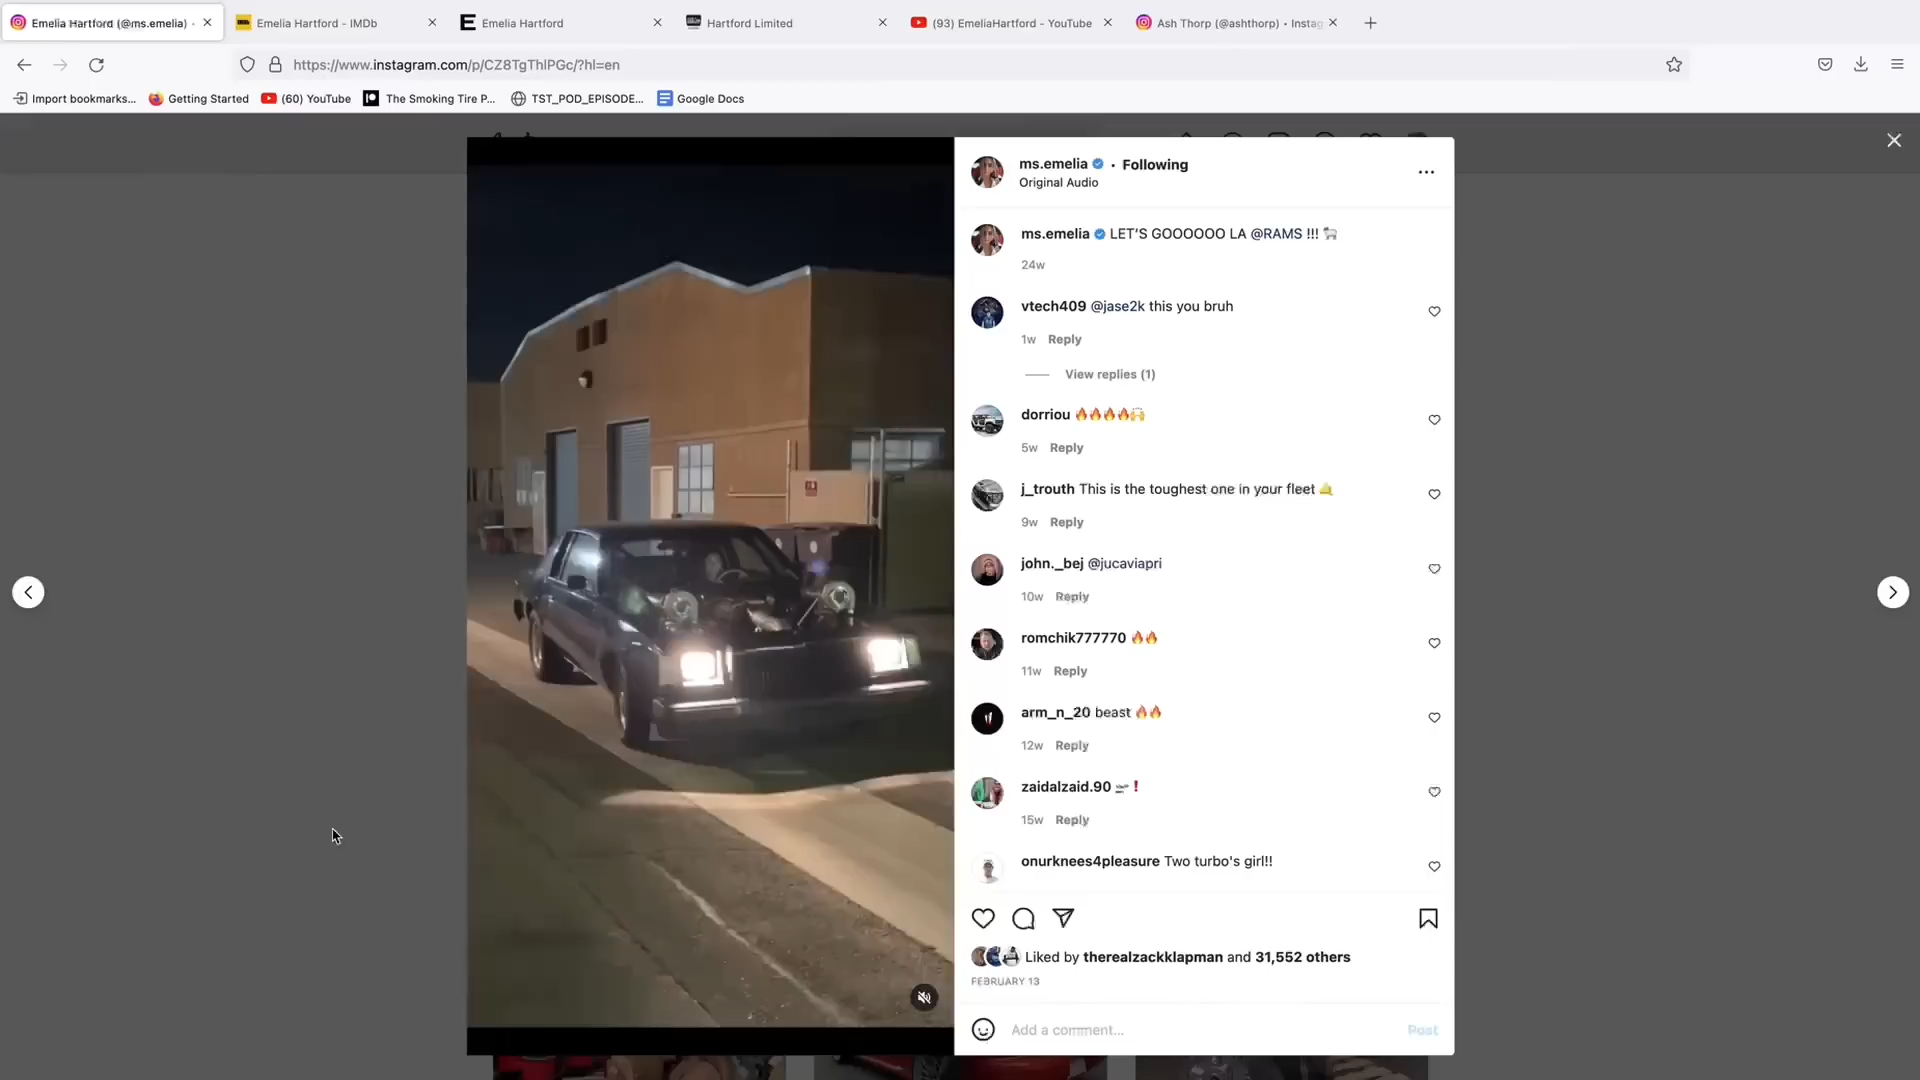 Emelia Hartford (@ms.emelia) •
Emelia Hartford - IMDb
Emelia Hartford
Hartford Limited
(93) EmeliaHartford - YouTube
Ash Thorp (@ashthorp) • Instag
https://www.instagram.com/p/CZ8TgThlPGc/?hl=en
Import bookmarks...
Getting Started
(60) YouTube
The Smoking Tire P...
TST_POD_EPISODE...
Google Docs
ms.emelia • Following
Original Audio
ms.emelia LET'S GOOOOOO LA @RAMS !!! 🐏
24w
vtech409 @jase2k this you bruh
1w Reply
View replies (1)
dorriou 🔥🔥🔥🔥🙌
5w Reply
j_trouth This is the toughest one in your fleet 🤙
9w Reply
john._bej @jucaviapri
10w Reply
romchik777770 🔥🔥
11w Reply
arm_n_20 beast 🔥🔥
12w Reply
zaidalzaid.90 ❗
15w Reply
onurknees4pleasure Two turbo's girl!!
Liked by therealzackklapman and 31,552 others
FEBRUARY 13
Add a comment...
Post